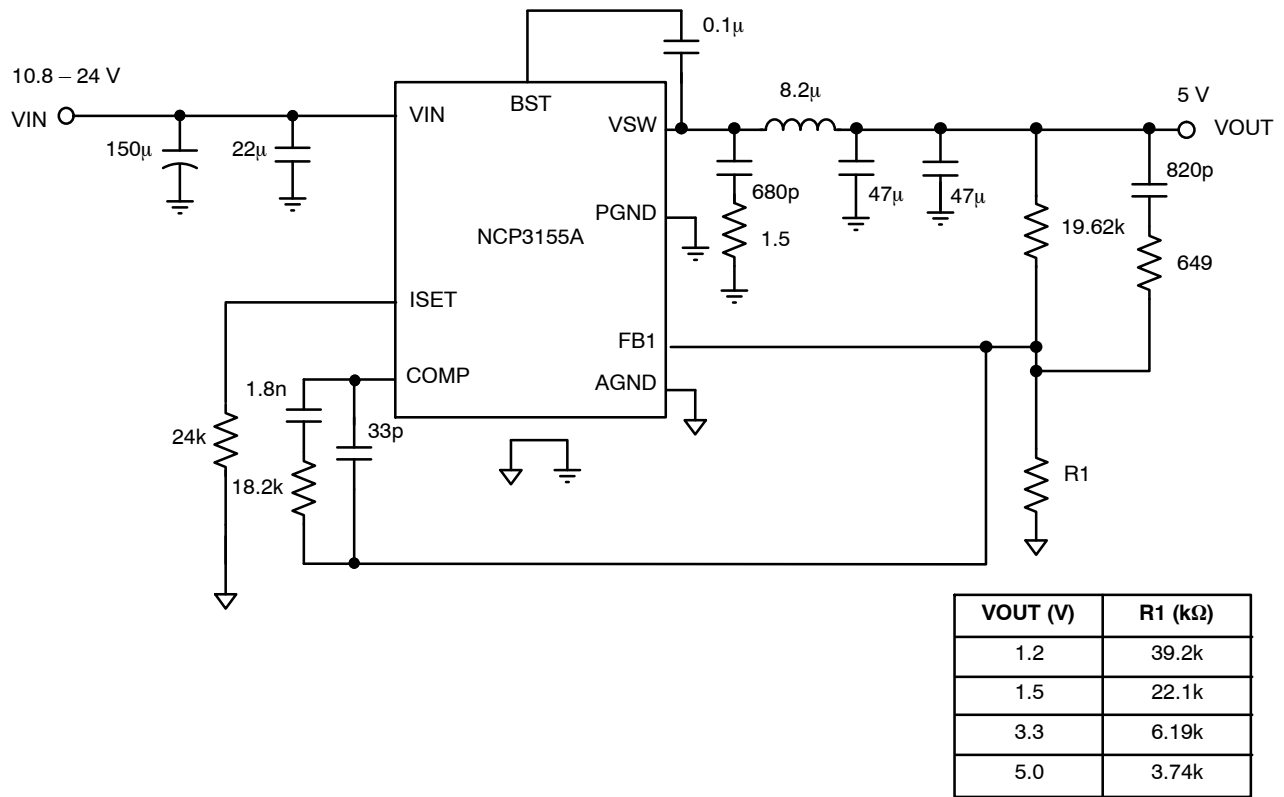 0.1μ
10.8 – 24 V
VIN
150μ
22μ
VIN
BST
VSW
8.2μ
5 V
VOUT
680p
1.5
47μ
47μ
820p
19.62k
649
PGND
NCP3155A
ISET
FB1
COMP
AGND
1.8n
33p
24k
18.2k
R1
VOUT (V) R1 (kΩ)
1.2 39.2k
1.5 22.1k
3.3 6.19k
5.0 3.74k